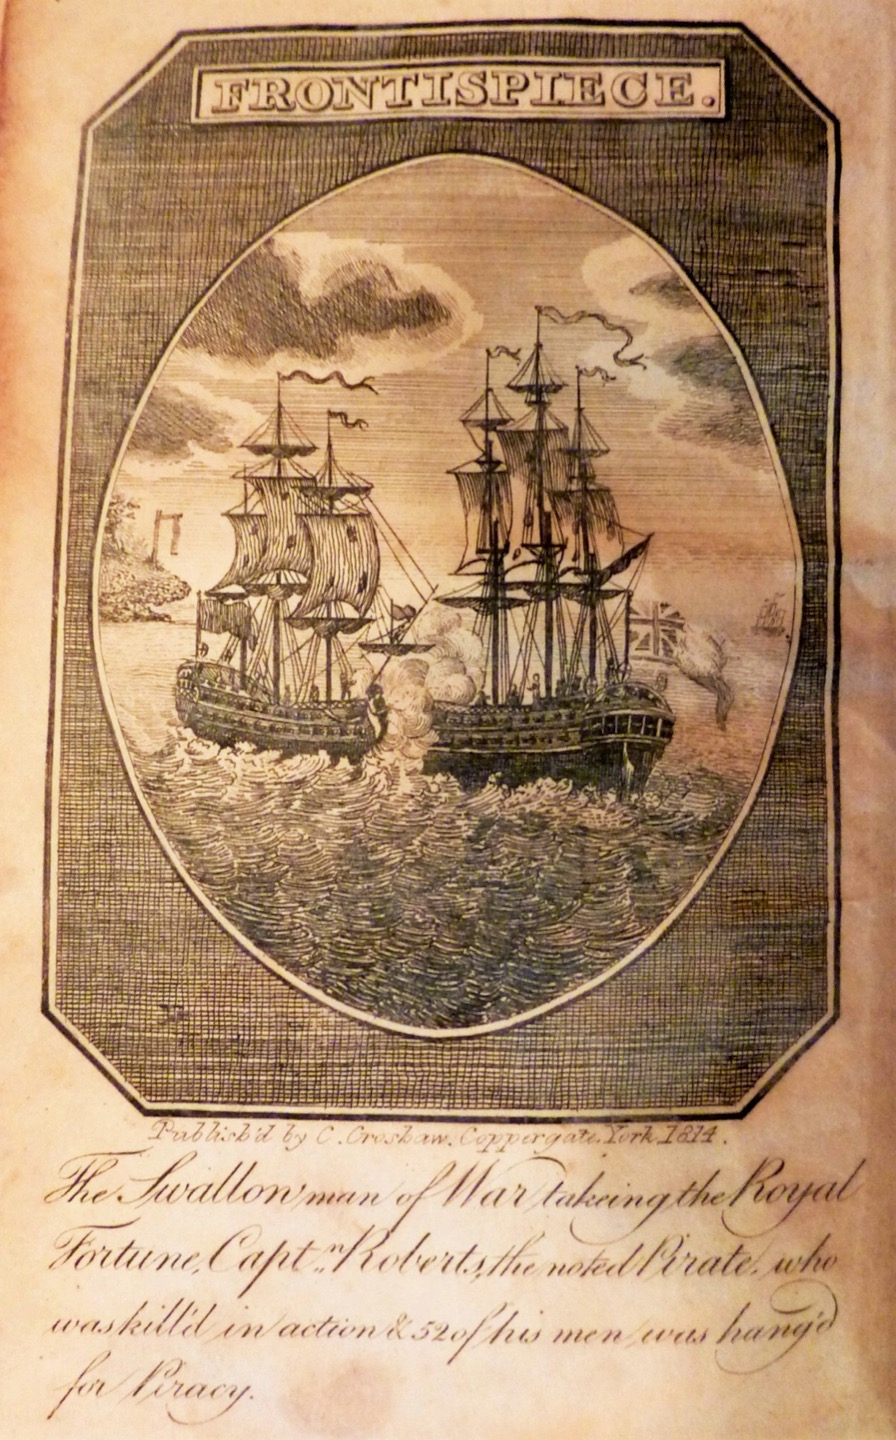 FRONTISPIECE.
Publish'd by C. Croshaw. Coppergate. York. 1814.
The Swallow man of War takeing the Royal
Fortune, Captn. Roberts, the noted Pirate, who
was kill'd in action & 52 of his men was hang'd
for Piracy.